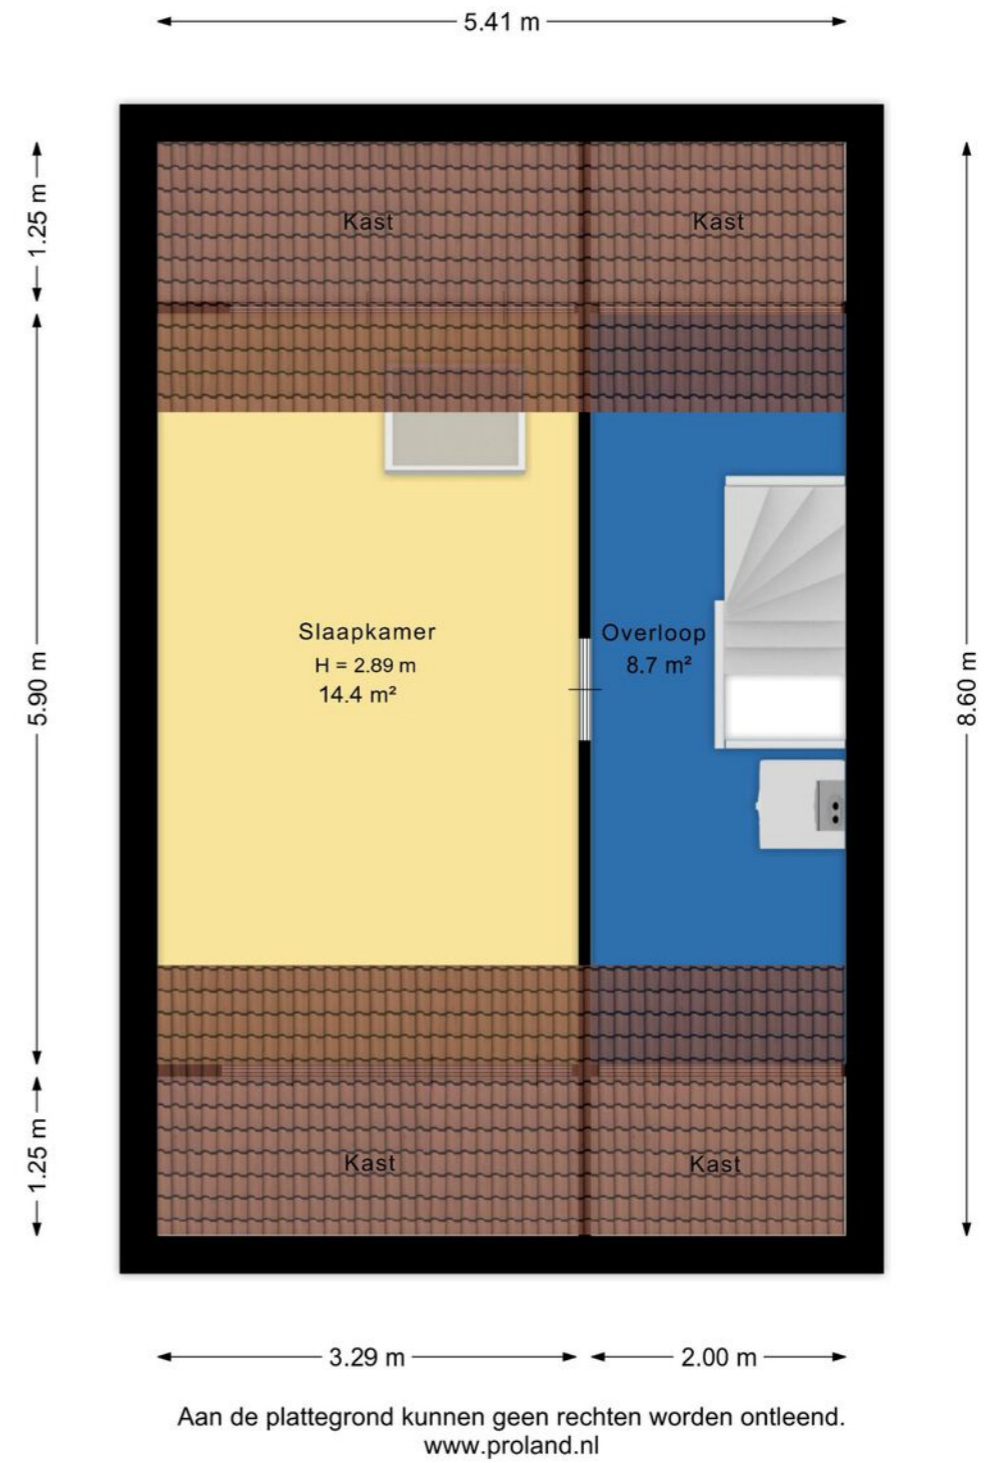 5.41 m
1.25 m
Kast
Kast
5.90 m
8.60 m
Slaapkamer
H = 2.89 m
14.4 m²
Overloop
8.7 m²
1.25 m
Kast
Kast
3.29 m
2.00 m
Aan de plattegrond kunnen geen rechten worden ontleend.
www.proland.nl